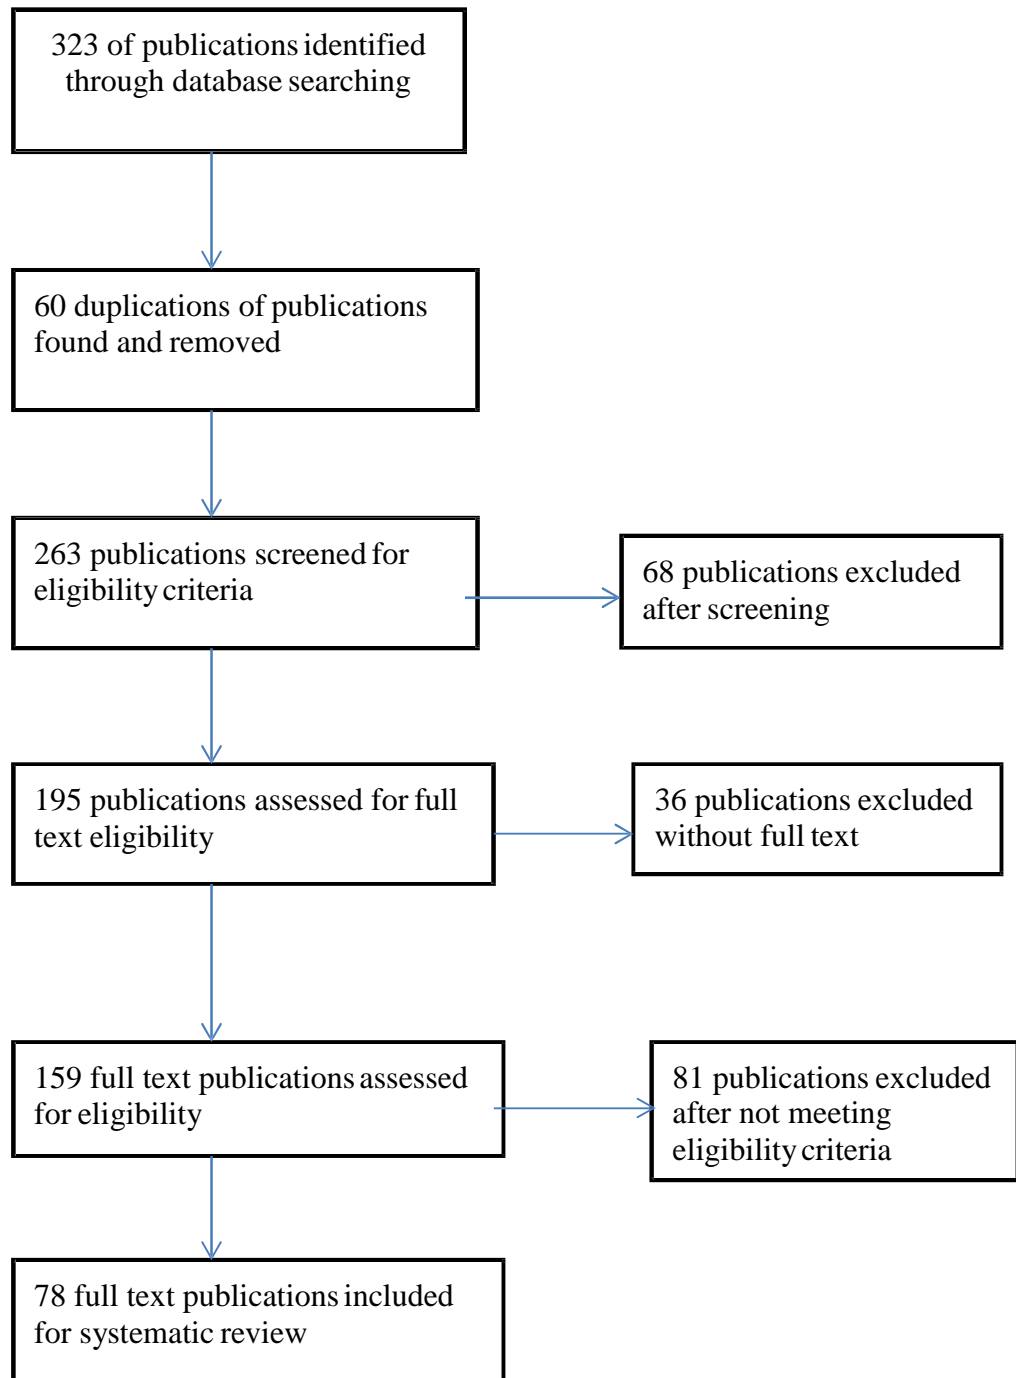 323 of publications identified
through database searching
60 duplications of publications
found and removed
263 publications screened for
eligibility criteria
68 publications excluded
after screening
195 publications assessed for full
text eligibility
36 publications excluded
without full text
159 full text publications assessed
for eligibility
81 publications excluded
after not meeting
eligibility criteria
78 full text publications included
for systematic review